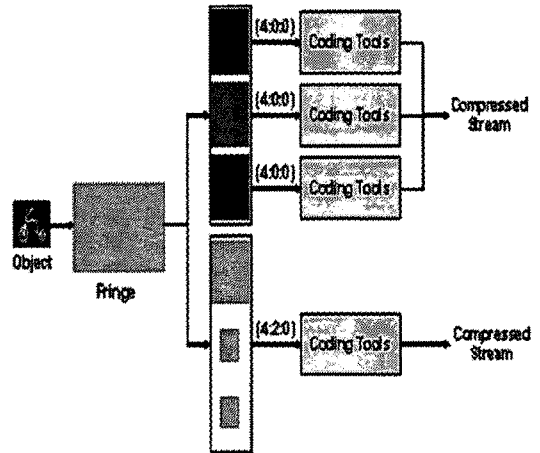 (4:0:0)
Coding Tools
(4:0:0)
Coding Tools
Compressed
Stream
(4:0:0)
Coding Tools
Object
Fringe
(4:2:0)
Coding Tools
Compressed
Stream